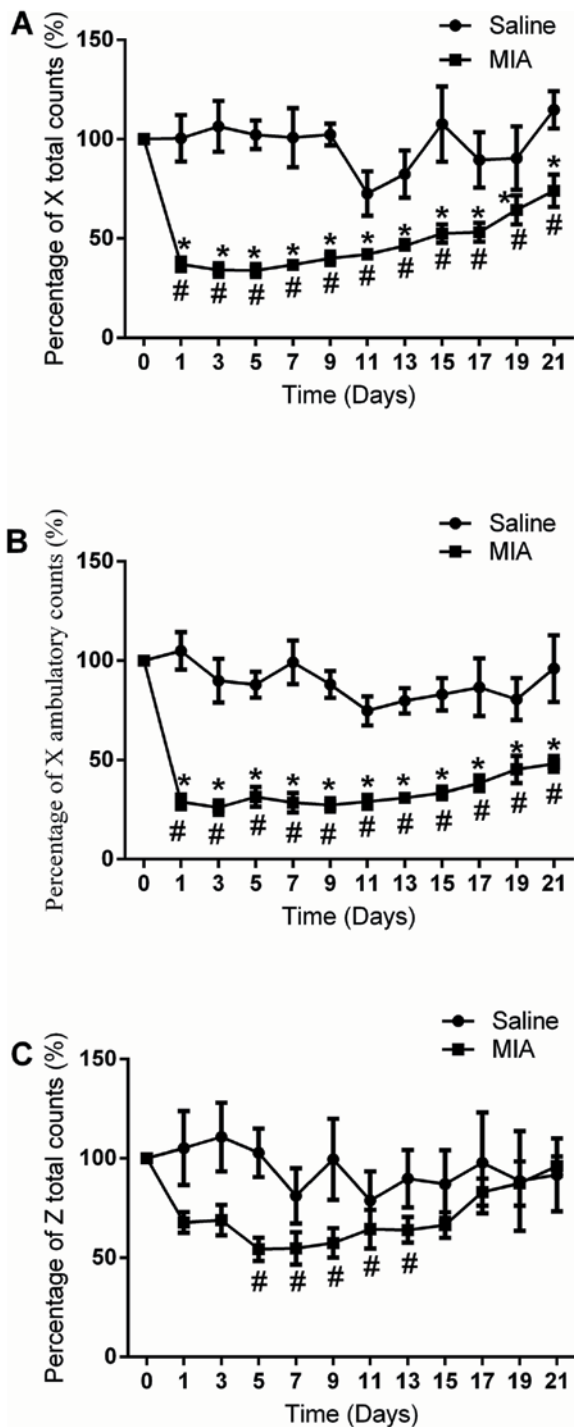 A
Saline
MIA
Percentage of X total counts (%)
150
100
50
0
* * * * * * * * * * *
# # # # # # # # # # #
0 1 3 5 7 9 11 13 15 17 19 21
Time (Days)
B
Saline
MIA
Percentage of X ambulatory counts (%)
150
100
50
0
* * * * * * * * * * *
# # # # # # # # # # #
0 1 3 5 7 9 11 13 15 17 19 21
Time (Days)
C
Saline
MIA
Percentage of Z total counts (%)
150
100
50
0
# # # # #
0 1 3 5 7 9 11 13 15 17 19 21
Time (Days)